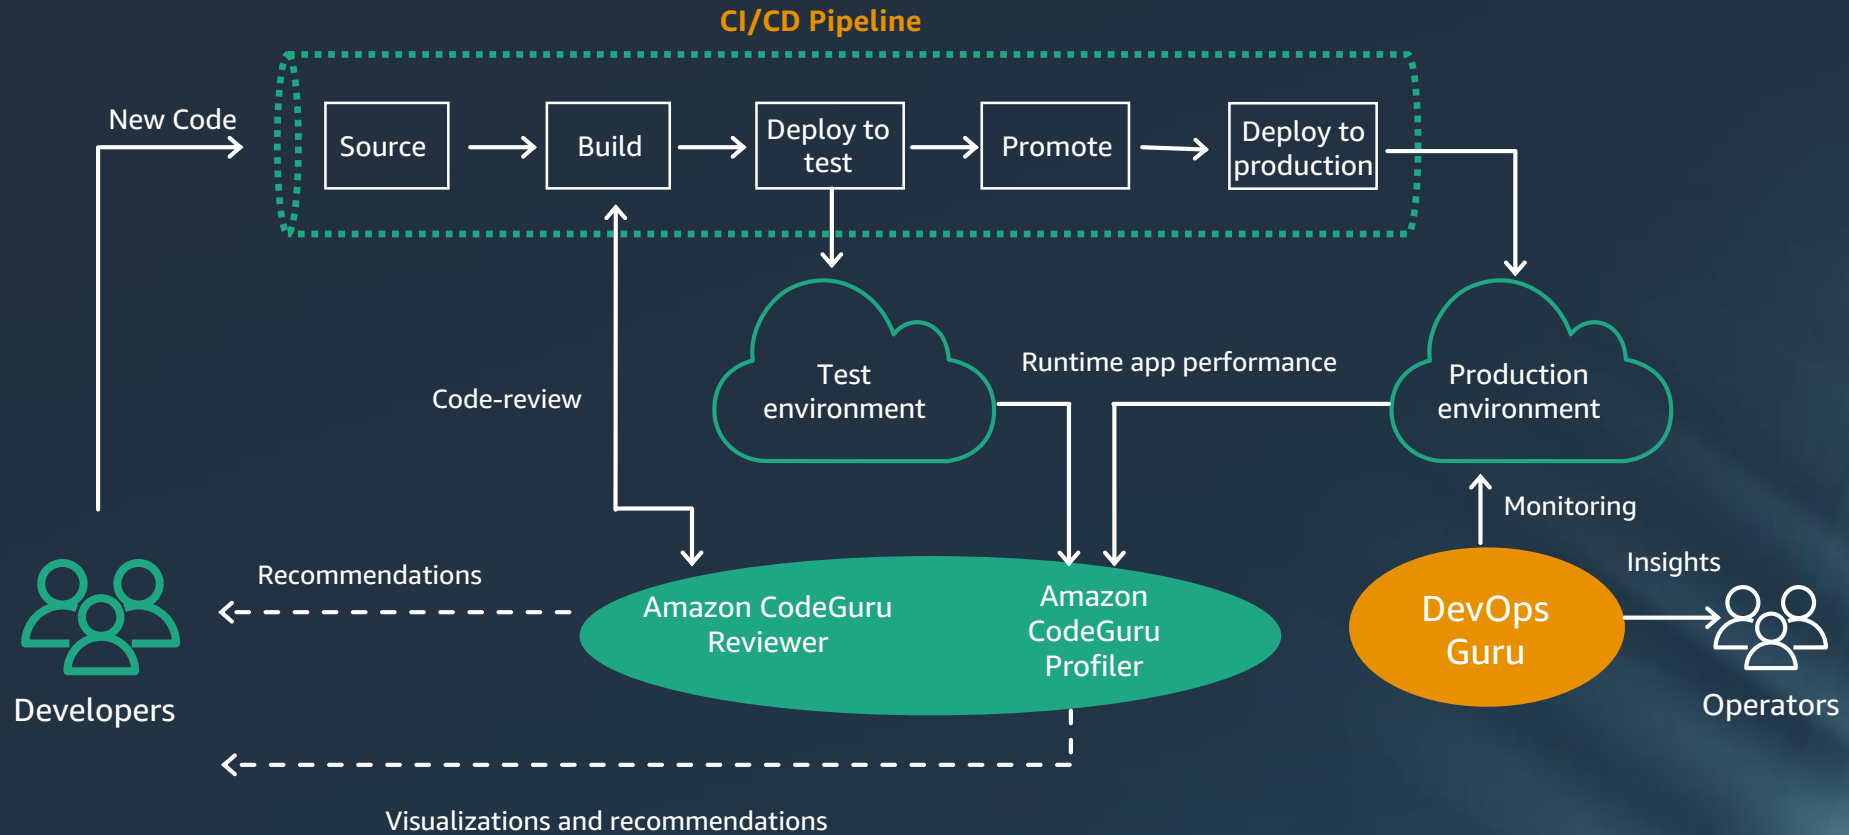 CI/CD Pipeline
New Code
Source
Build
Deploy to
test
Promote
Deploy to
production
Test
environment
Runtime app performance
Production
environment
Code-review
Monitoring
Insights
Recommendations
Amazon CodeGuru
Reviewer
Amazon
CodeGuru
Profiler
DevOps
Guru
Developers
Operators
Visualizations and recommendations